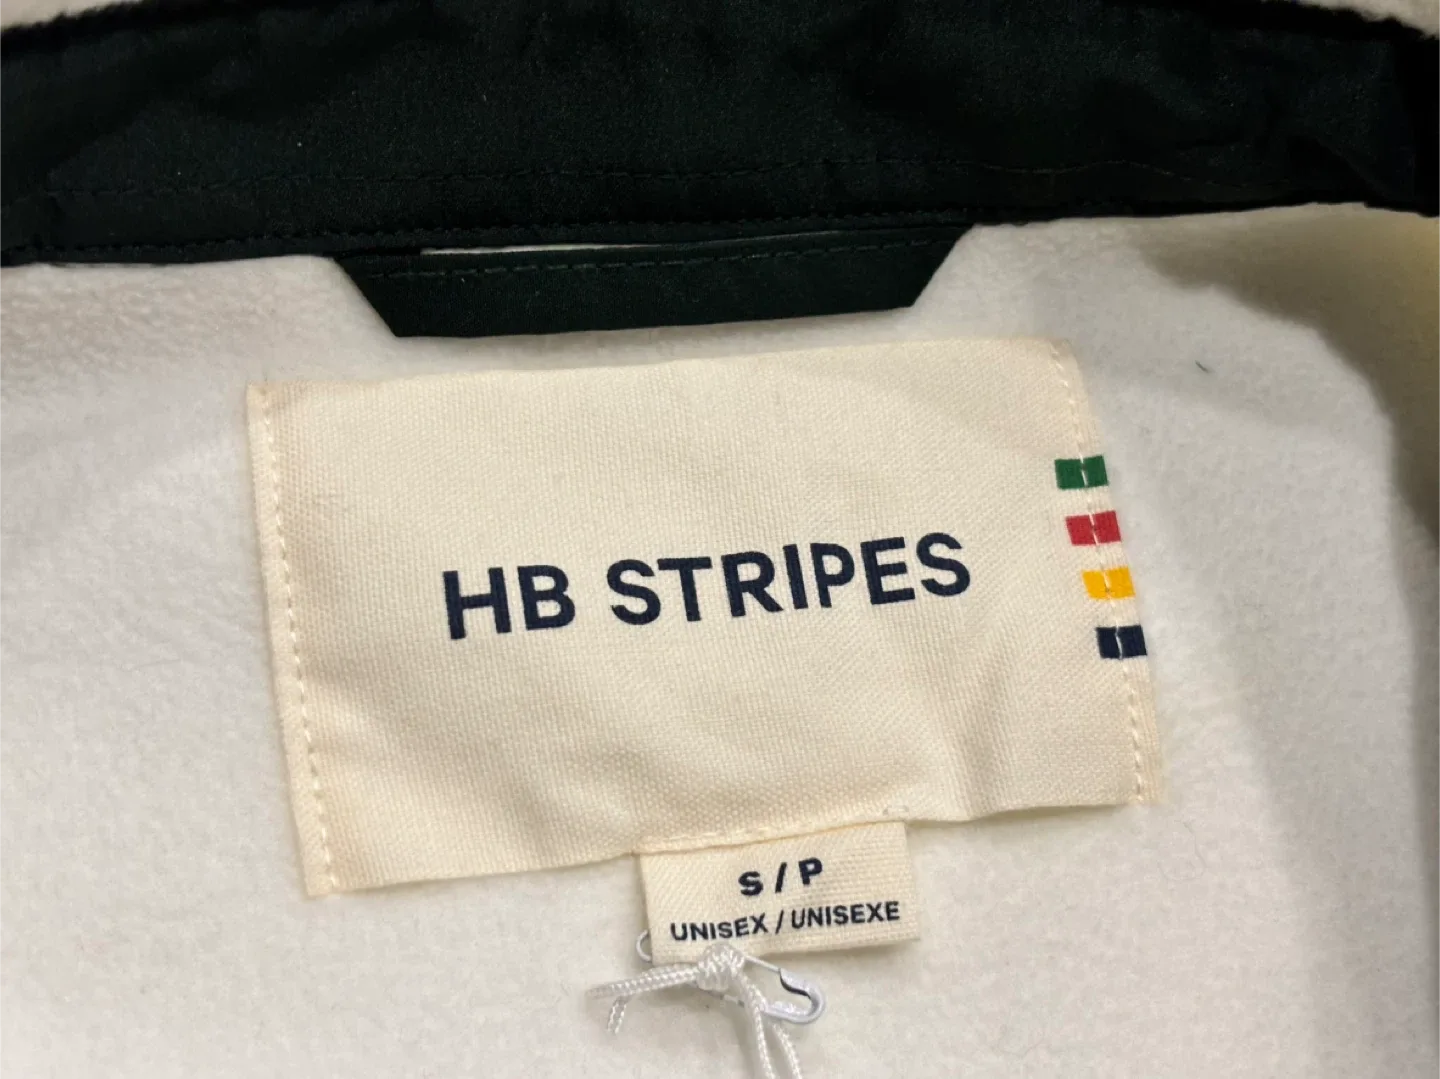 HB STRIPES
S / P
UNISEX / UNISEXE